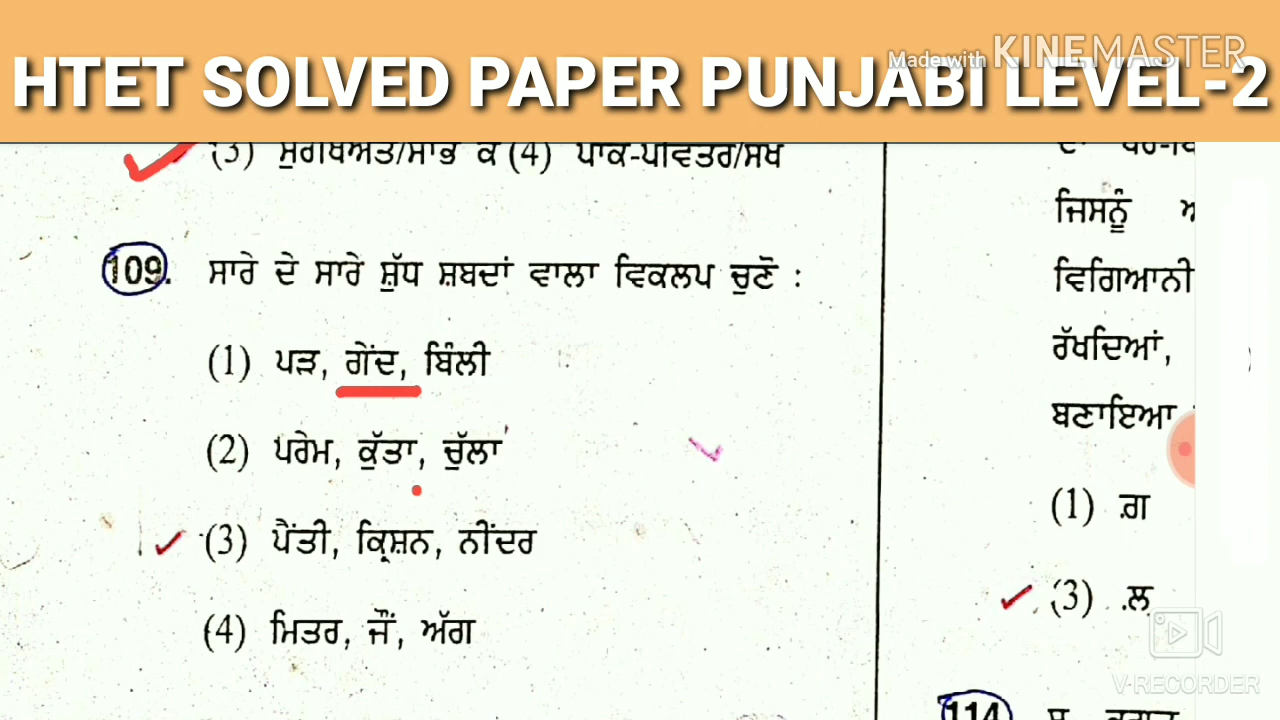 Made with KINEMASTER
HTET SOLVED PAPER PUNJABI LEVEL-2
(3) ਸੁਰੱਖਿਅਤ/ਸਾਂਭ ਕੇ (4) ਪਾਕ-ਪਵਿੱਤਰ/ਸਖ
109. ਸਾਰੇ ਦੇ ਸਾਰੇ ਸ਼ੁੱਧ ਸ਼ਬਦਾਂ ਵਾਲਾ ਵਿਕਲਪ ਚੁਣੋ :
(1) ਪੜ, ਗੇਂਦ, ਬਿੰਲੀ
(2) ਪਰੇਮ, ਕੁੱਤਾ, ਚੁੱਲਾ
(3) ਪੈਂਤੀ, ਕ੍ਰਿਸ਼ਨ, ਨੀਂਦਰ
(4) ਮਿਤਰ, ਜੌਂ, ਅੱਗ
ਜਿਸਨੂੰ
ਵਿਗਿਆਨੀ
ਰੱਖਦਿਆਂ,
ਬਣਾਇਆ
(1) ਗ਼
(3) ਲ਼
114
V-RECORDER